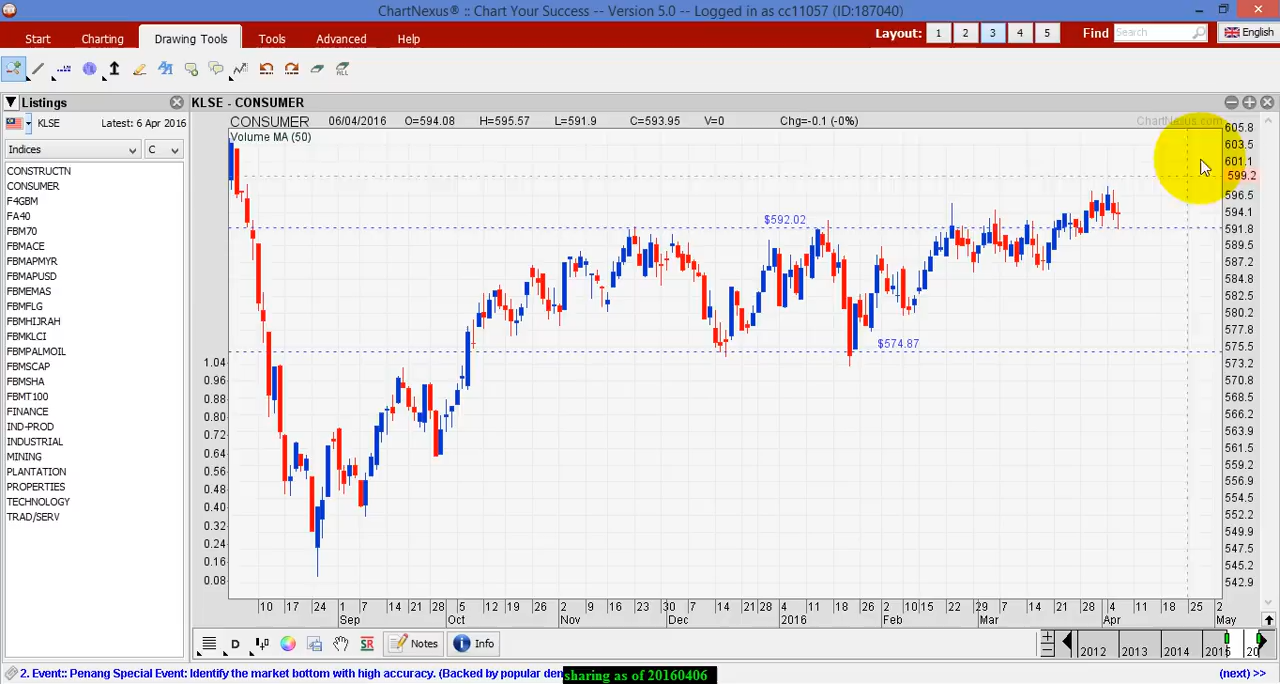 ChartNexus® :: Chart Your Success -- Version 5.0 -- Logged in as cc11057 (ID:187040)
Start Charting Drawing Tools Tools Advanced Help Layout: 1 2 3 4 5 Find Search English
Listings
KLSE Latest: 6 Apr 2016
Indices C
CONSTRUCTN
CONSUMER
F4GBM
FA40
FBM70
FBMACE
FBMAPMYR
FBMAPUSD
FBMEMAS
FBMFLG
FBMHIJRAH
FBMKLCI
FBMPALMOIL
FBMSCAP
FBMSHA
FBMT100
FINANCE
IND-PROD
INDUSTRIAL
MINING
PLANTATION
PROPERTIES
TECHNOLOGY
TRAD/SERV
KLSE - CONSUMER
CONSUMER 06/04/2016 O=594.08 H=595.57 L=591.9 C=593.95 V=0 Chg=-0.1 (-0%) ChartNexus.com
Volume MA (50)
$592.02
$574.87
605.8
603.5
601.1
599.2
596.5
594.1
591.8
589.5
587.2
584.8
582.5
580.2
577.8
575.5
573.2
570.8
568.5
566.2
563.9
561.5
559.2
556.9
554.5
552.2
549.9
547.5
545.2
542.9
1.04
0.96
0.88
0.80
0.72
0.64
0.56
0.48
0.40
0.32
0.24
0.16
0.08
10 17 24 1 7 14 21 28 5 12 19 26 2 9 16 23 30 7 14 21 28 4 11 18 26 2 10 15 22 29 7 14 21 28 4 11 18 25 2
Sep Oct Nov Dec 2016 Feb Mar Apr May
D SR Notes Info
2012 2013 2014 2015 20
2. Event:: Penang Special Event: Identify the market bottom with high accuracy. (Backed by popular den
sharing as of 20160406
(next) >>